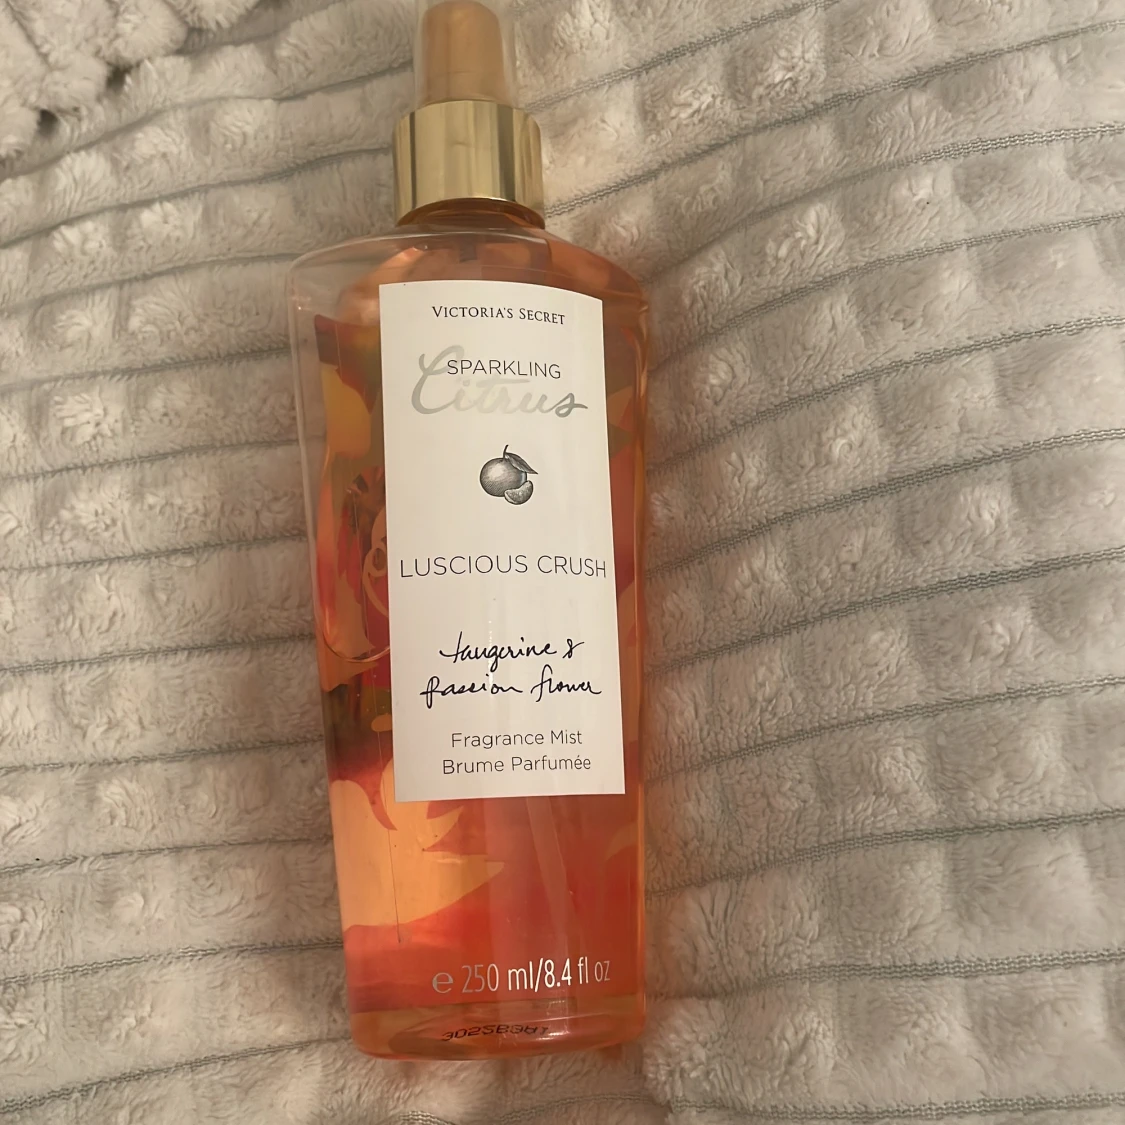 VICTORIA'S SECRET
SPARKLING
Citrus
LUSCIOUS CRUSH
tangerine &
passion flower
Fragrance Mist
Brume Parfumée
℮ 250 ml/8.4 fl oz